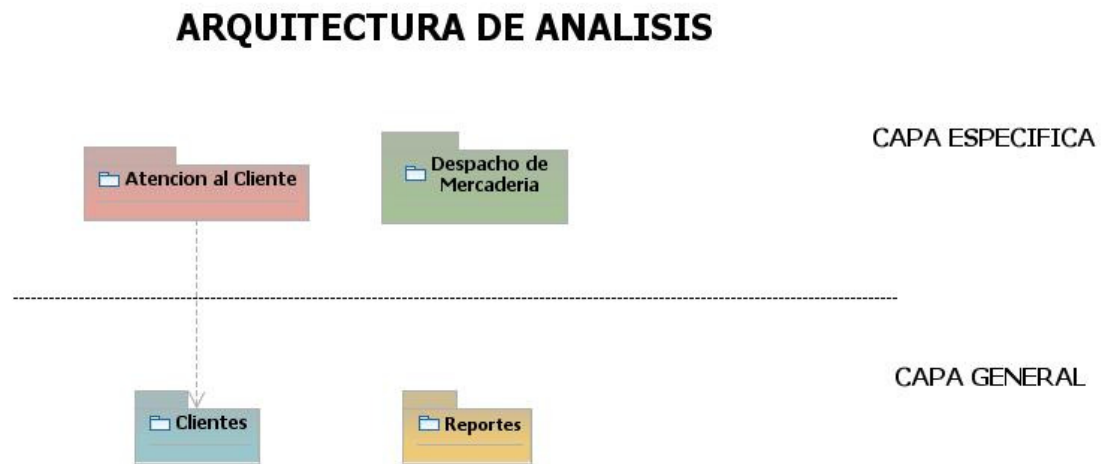 ARQUITECTURA DE ANALISIS
CAPA ESPECIFICA
Atencion al Cliente
Despacho de
Mercaderia
CAPA GENERAL
Clientes
Reportes